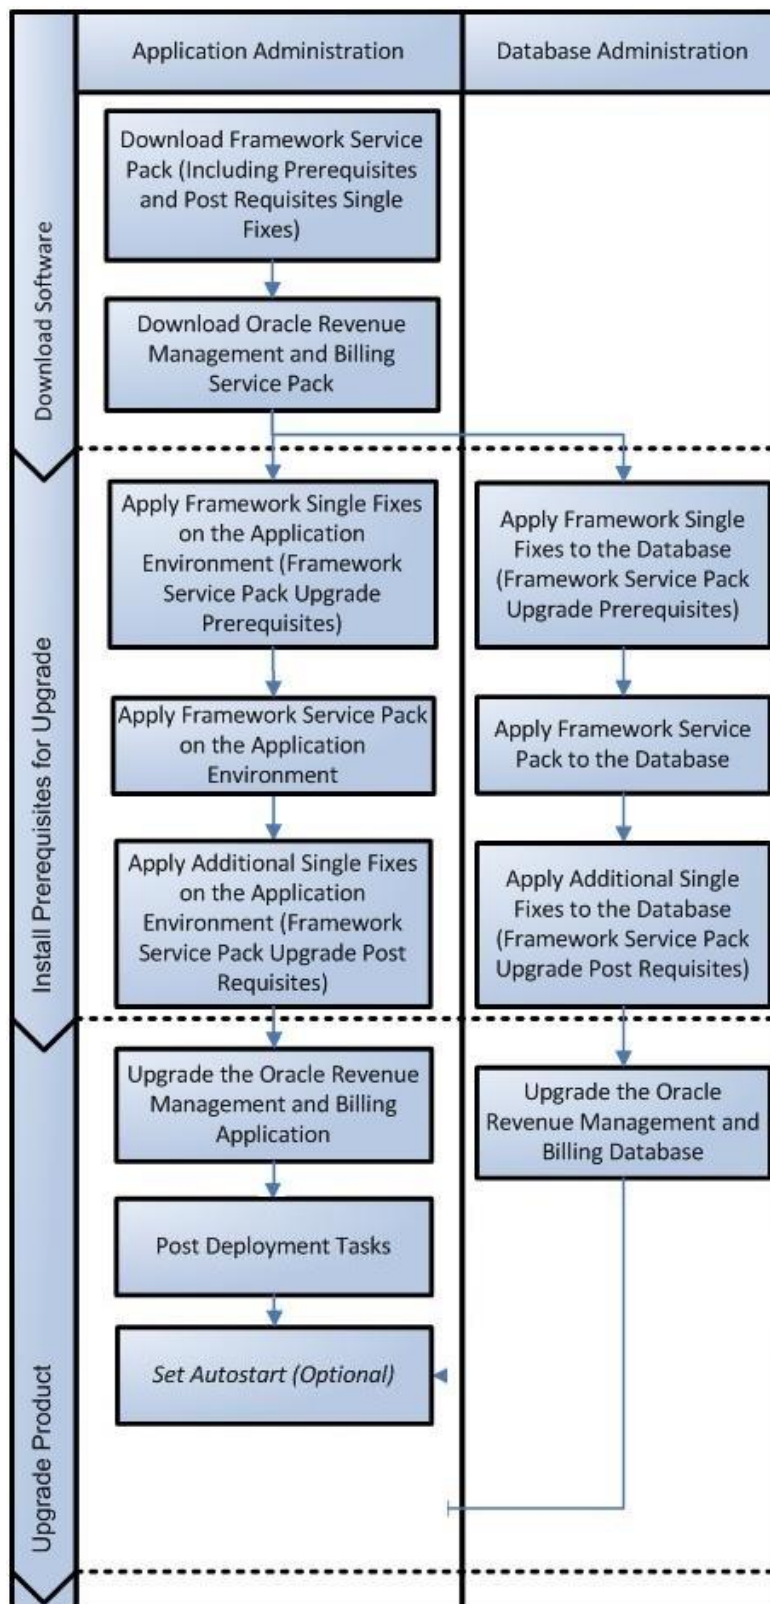 Application Administration
Database Administration
Download Software
Download Framework Service
Pack (Including Prerequisites
and Post Requisites Single
Fixes)
Download Oracle Revenue
Management and Billing
Service Pack
Install Prerequisites for Upgrade
Apply Framework Single Fixes
on the Application
Environment (Framework
Service Pack Upgrade
Prerequisites)
Apply Framework Single
Fixes to the Database
(Framework Service Pack
Upgrade Prerequisites)
Apply Framework Service Pack
on the Application
Environment
Apply Framework Service
Pack to the Database
Apply Additional Single Fixes
on the Application
Environment (Framework
Service Pack Upgrade Post
Requisites)
Apply Additional Single
Fixes to the Database
(Framework Service Pack
Upgrade Post Requisites)
Upgrade Product
Upgrade the Oracle Revenue
Management and Billing
Application
Upgrade the Oracle
Revenue Management and
Billing Database
Post Deployment Tasks
Set Autostart (Optional)